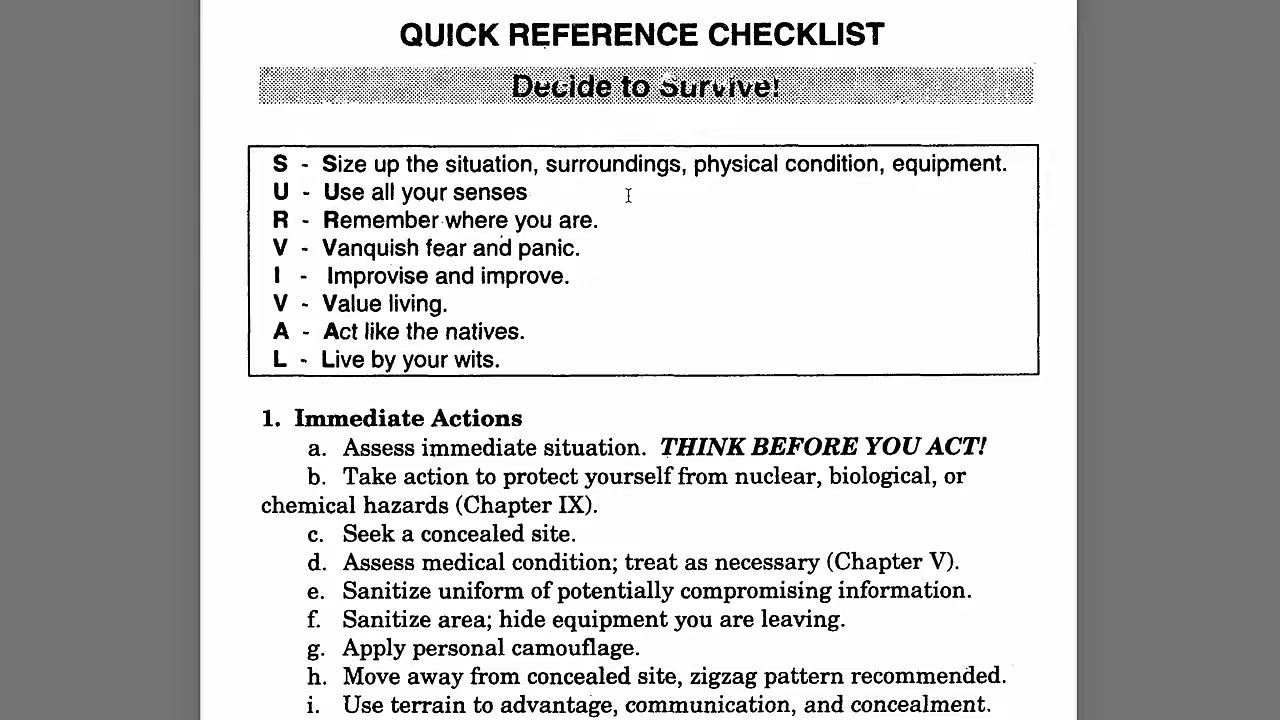 QUICK REFERENCE CHECKLIST
Decide to Survive!
S - Size up the situation, surroundings, physical condition, equipment.
U - Use all your senses
R - Remember where you are.
V - Vanquish fear and panic.
I - Improvise and improve.
V - Value living.
A - Act like the natives.
L - Live by your wits.
1. Immediate Actions
a. Assess immediate situation. THINK BEFORE YOU ACT!
b. Take action to protect yourself from nuclear, biological, or
chemical hazards (Chapter IX).
c. Seek a concealed site.
d. Assess medical condition; treat as necessary (Chapter V).
e. Sanitize uniform of potentially compromising information.
f. Sanitize area; hide equipment you are leaving.
g. Apply personal camouflage.
h. Move away from concealed site, zigzag pattern recommended.
i. Use terrain to advantage, communication, and concealment.